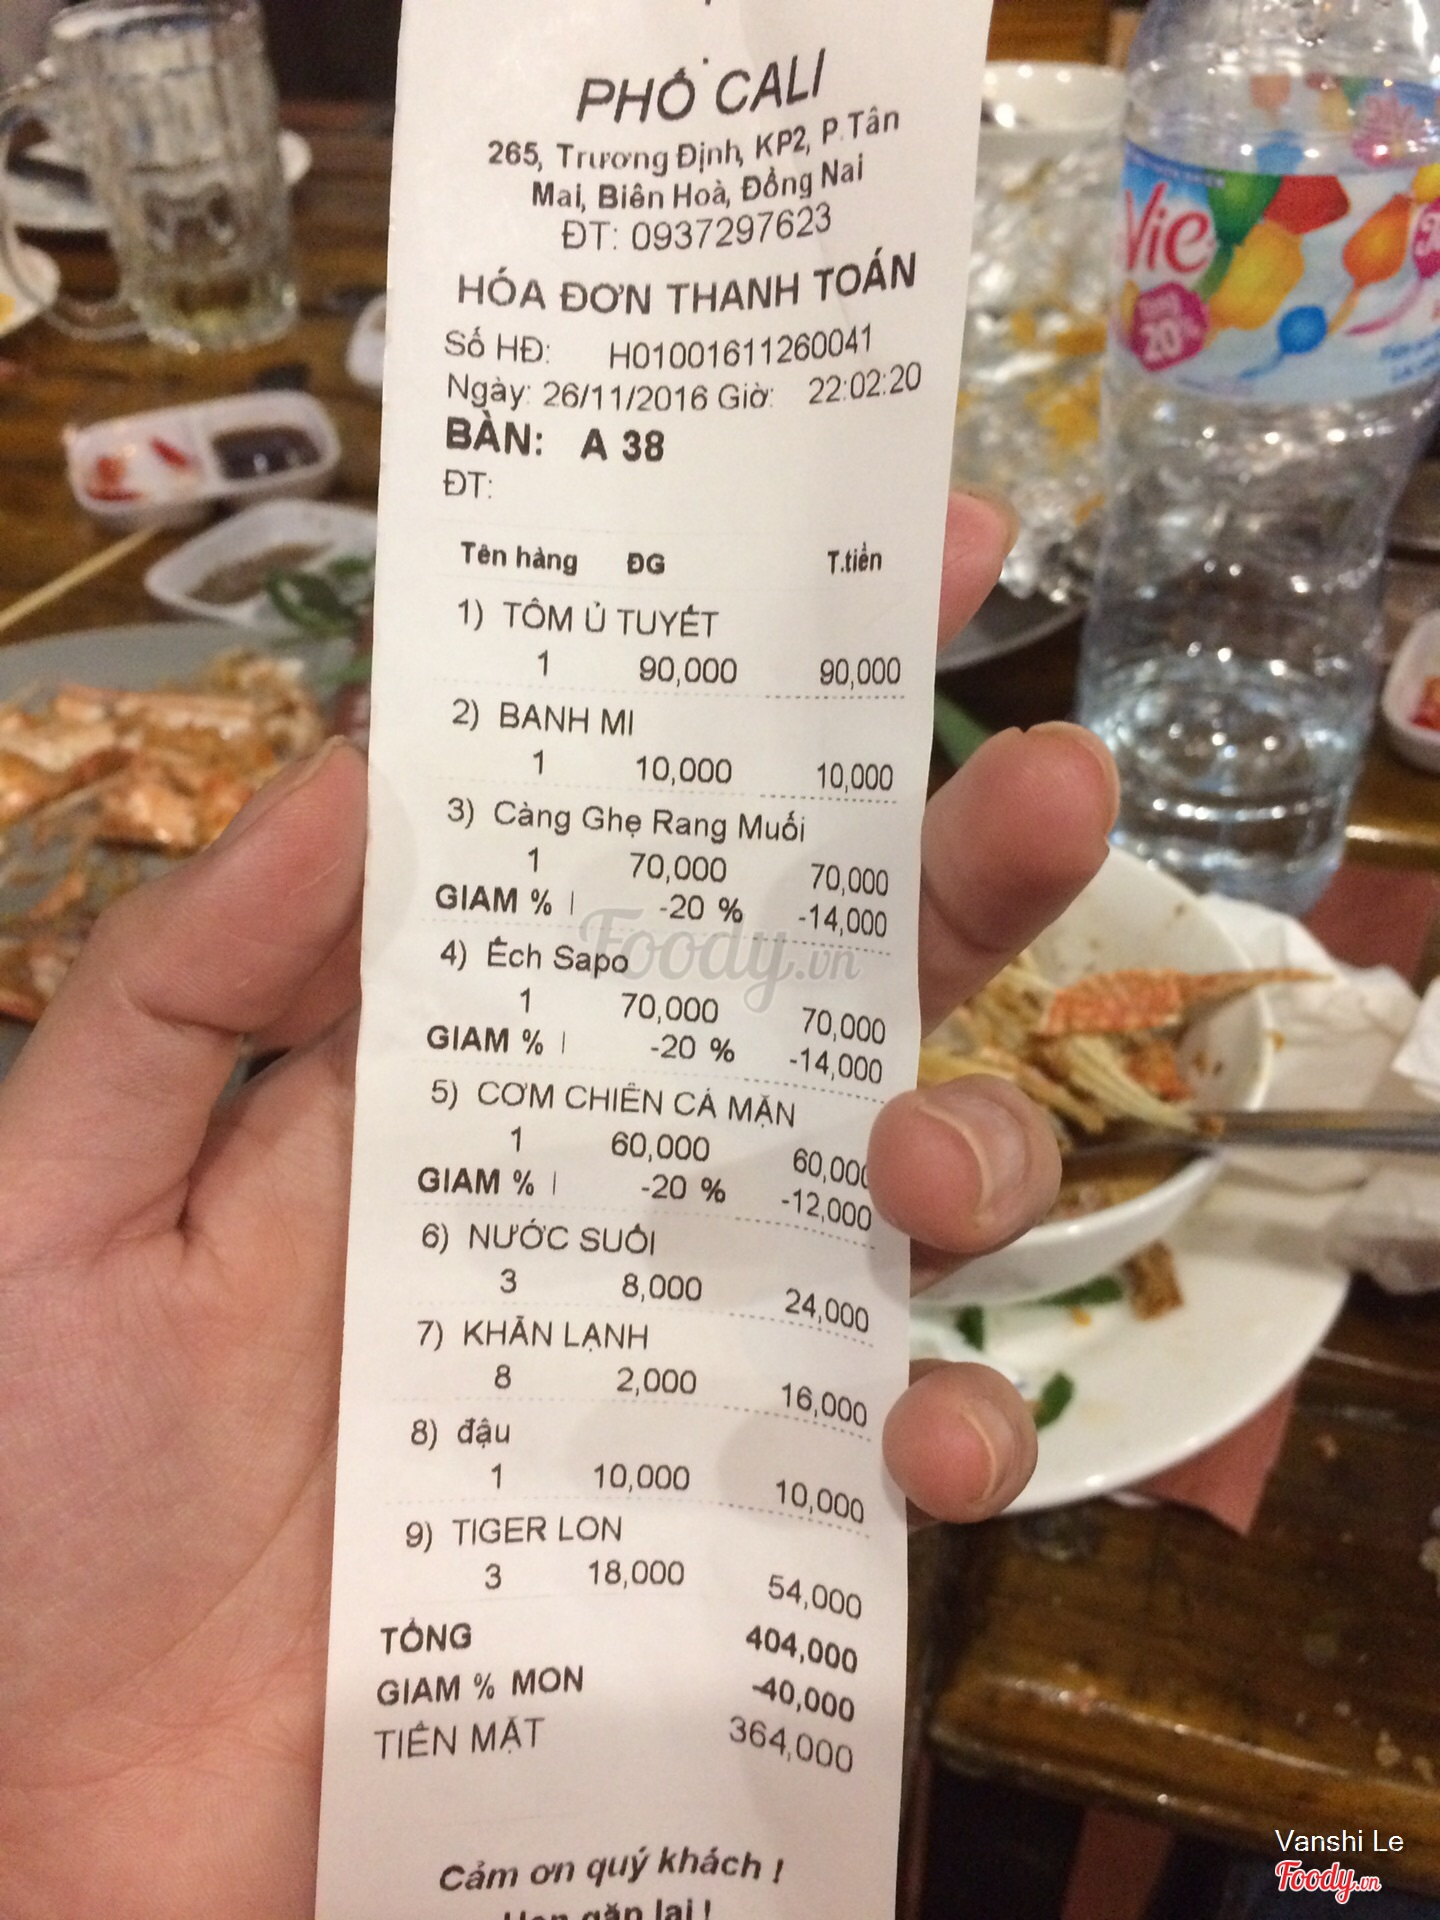 PHỐ CALI
265, Trương Định, KP2, P.Tân
Mai, Biên Hoà, Đồng Nai
ĐT: 0937297623
HÓA ĐƠN THANH TOÁN
Số HĐ: H01001611260041
Ngày: 26/11/2016 Giờ: 22:02:20
BÀN: A 38
ĐT:
Tên hàng ĐG T.tiền
1) TÔM Ủ TUYẾT
1 90,000 90,000
2) BANH MI
1 10,000 10,000
3) Càng Ghẹ Rang Muối
1 70,000 70,000
GIAM % | -20 % -14,000
4) Ếch Sapo
1 70,000 70,000
GIAM % | -20 % -14,000
5) CƠM CHIÊN CÁ MẶN
1 60,000 60,000
GIAM % | -20 % -12,000
6) NƯỚC SUỐI
3 8,000 24,000
7) KHĂN LẠNH
8 2,000 16,000
8) đậu
1 10,000 10,000
9) TIGER LON
3 18,000 54,000
TỔNG 404,000
GIAM % MON -40,000
TIỀN MẶT 364,000
Cảm ơn quý khách !
Hẹn gặp lại !
Foody.vn
Vie
20%
Vanshi Le
Foody.vn